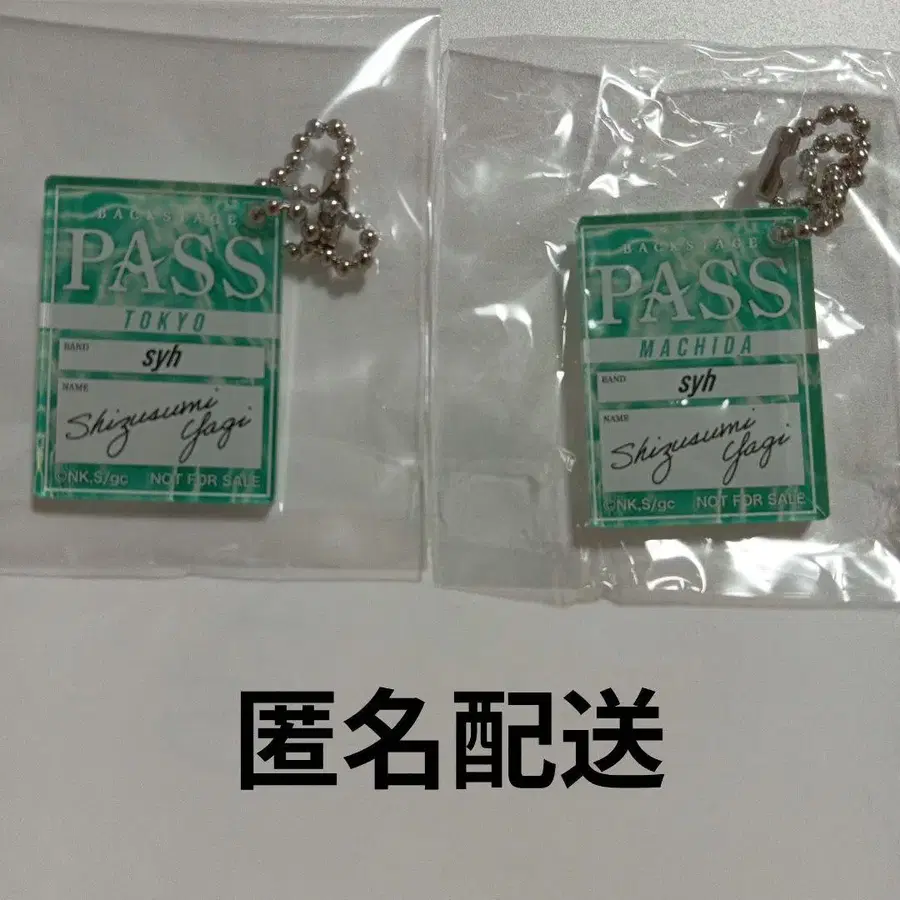 BACKSTAGE
PASS
TOKYO
BAND
syh
NAME
Shizusumi
Yagi
©NK,S/gc NOT FOR SALE
BACKSTAGE
PASS
MACHIDA
BAND
syh
NAME
Shizusumi
Yagi
©NK,S/gc NOT FOR SALE
匿名配送